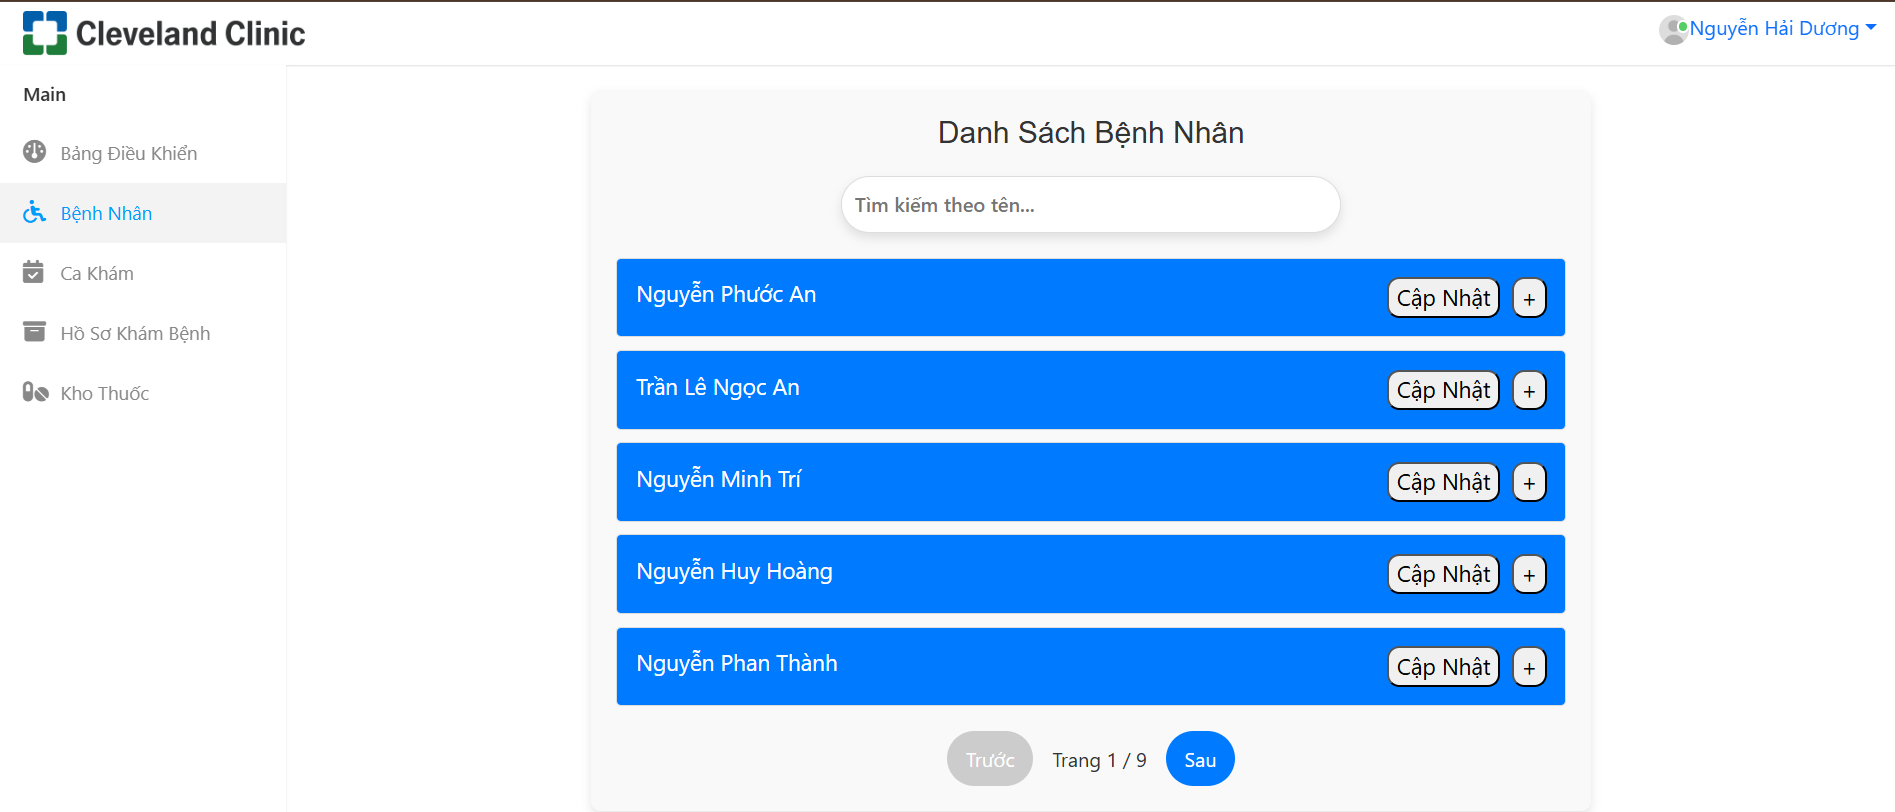 Cleveland Clinic
Nguyễn Hải Dương
Main
Bảng Điều Khiển
Bệnh Nhân
Ca Khám
Hồ Sơ Khám Bệnh
Kho Thuốc
Danh Sách Bệnh Nhân
Tìm kiếm theo tên...
Nguyễn Phước An Cập Nhật +
Trần Lê Ngọc An Cập Nhật +
Nguyễn Minh Trí Cập Nhật +
Nguyễn Huy Hoàng Cập Nhật +
Nguyễn Phan Thành Cập Nhật +
Trước Trang 1 / 9 Sau